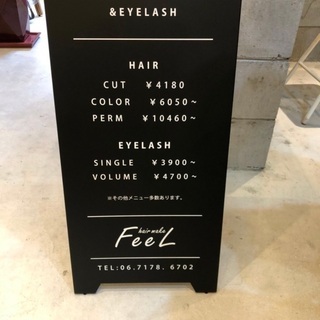 &EYELASH
HAIR
CUT ¥4180
COLOR ¥6050~
PERM ¥10460~
EYELASH
SINGLE ¥3900~
VOLUME ¥4700~
※その他メニュー多数あります。
hair make
FeeL
TEL:06.7178. 6702